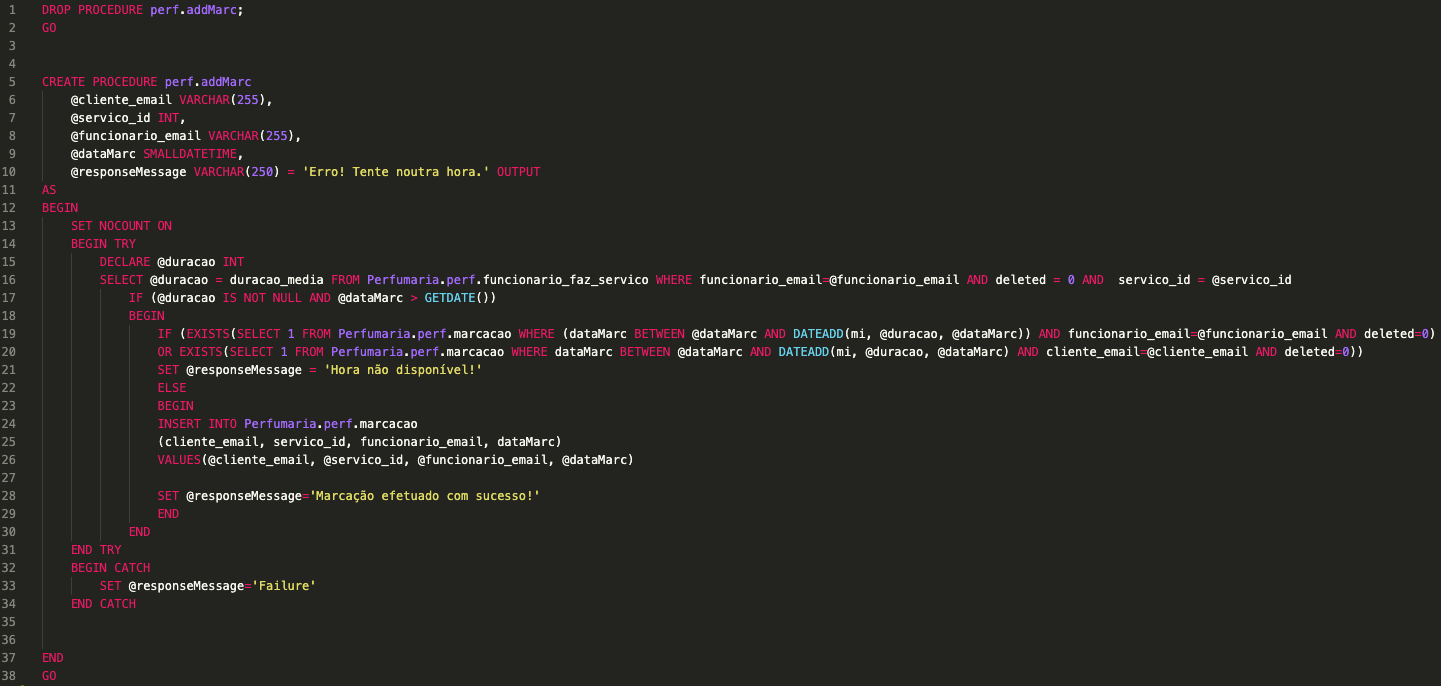 1 DROP PROCEDURE perf.addMarc;
2 GO
3
4
5 CREATE PROCEDURE perf.addMarc
6 @cliente_email VARCHAR(255),
7 @servico_id INT,
8 @funcionario_email VARCHAR(255),
9 @dataMarc SMALLDATETIME,
10 @responseMessage VARCHAR(250) = 'Erro! Tente noutra hora.' OUTPUT
11 AS
12 BEGIN
13 SET NOCOUNT ON
14 BEGIN TRY
15 DECLARE @duracao INT
16 SELECT @duracao = duracao_media FROM Perfumaria.perf.funcionario_faz_servico WHERE funcionario_email=@funcionario_email AND deleted = 0 AND  servico_id = @servico_id
17 IF (@duracao IS NOT NULL AND @dataMarc > GETDATE())
18 BEGIN
19 IF (EXISTS(SELECT 1 FROM Perfumaria.perf.marcacao WHERE (dataMarc BETWEEN @dataMarc AND DATEADD(mi, @duracao, @dataMarc)) AND funcionario_email=@funcionario_email AND deleted=0)
20 OR EXISTS(SELECT 1 FROM Perfumaria.perf.marcacao WHERE dataMarc BETWEEN @dataMarc AND DATEADD(mi, @duracao, @dataMarc) AND cliente_email=@cliente_email AND deleted=0))
21 SET @responseMessage = 'Hora não disponível!'
22 ELSE
23 BEGIN
24 INSERT INTO Perfumaria.perf.marcacao
25 (cliente_email, servico_id, funcionario_email, dataMarc)
26 VALUES(@cliente_email, @servico_id, @funcionario_email, @dataMarc)
27
28 SET @responseMessage='Marcação efetuado com sucesso!'
29 END
30 END
31 END TRY
32 BEGIN CATCH
33 SET @responseMessage='Failure'
34 END CATCH
35
36
37 END
38 GO